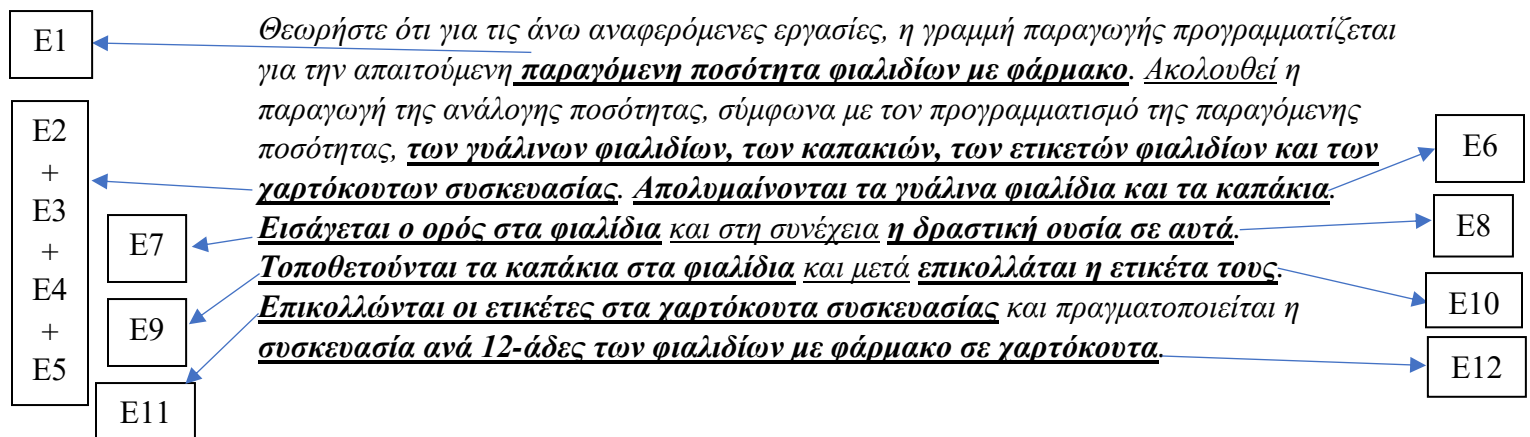 E1
Θεωρήστε ότι για τις άνω αναφερόμενες εργασίες, η γραμμή παραγωγής προγραμματίζεται
για την απαιτούμενη παραγόμενη ποσότητα φιαλιδίων με φάρμακο. Ακολουθεί η
παραγωγή της ανάλογης ποσότητας, σύμφωνα με τον προγραμματισμό της παραγόμενης
ποσότητας, των γυάλινων φιαλιδίων, των καπακιών, των ετικετών φιαλιδίων και των
χαρτόκουτων συσκευασίας. Απολυμαίνονται τα γυάλινα φιαλίδια και τα καπάκια.
Εισάγεται ο ορός στα φιαλίδια και στη συνέχεια η δραστική ουσία σε αυτά.
Τοποθετούνται τα καπάκια στα φιαλίδια και μετά επικολλάται η ετικέτα τους.
Επικολλώνται οι ετικέτες στα χαρτόκουτα συσκευασίας και πραγματοποιείται η
συσκευασία ανά 12-άδες των φιαλιδίων με φάρμακο σε χαρτόκουτα.
E2
+
E3
+
E4
+
E5
E6
E7
E8
E9
E10
E11
E12